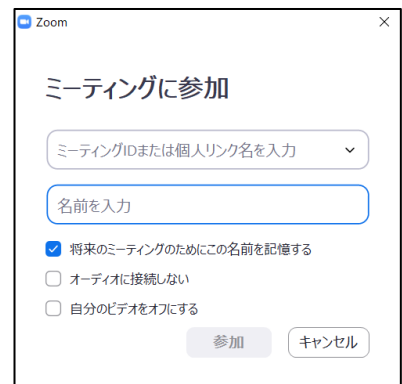 Zoom
ミーティングに参加
ミーティングIDまたは個人リンク名を入力
名前を入力
将来のミーティングのためにこの名前を記憶する
オーディオに接続しない
自分のビデオをオフにする
参加 キャンセル